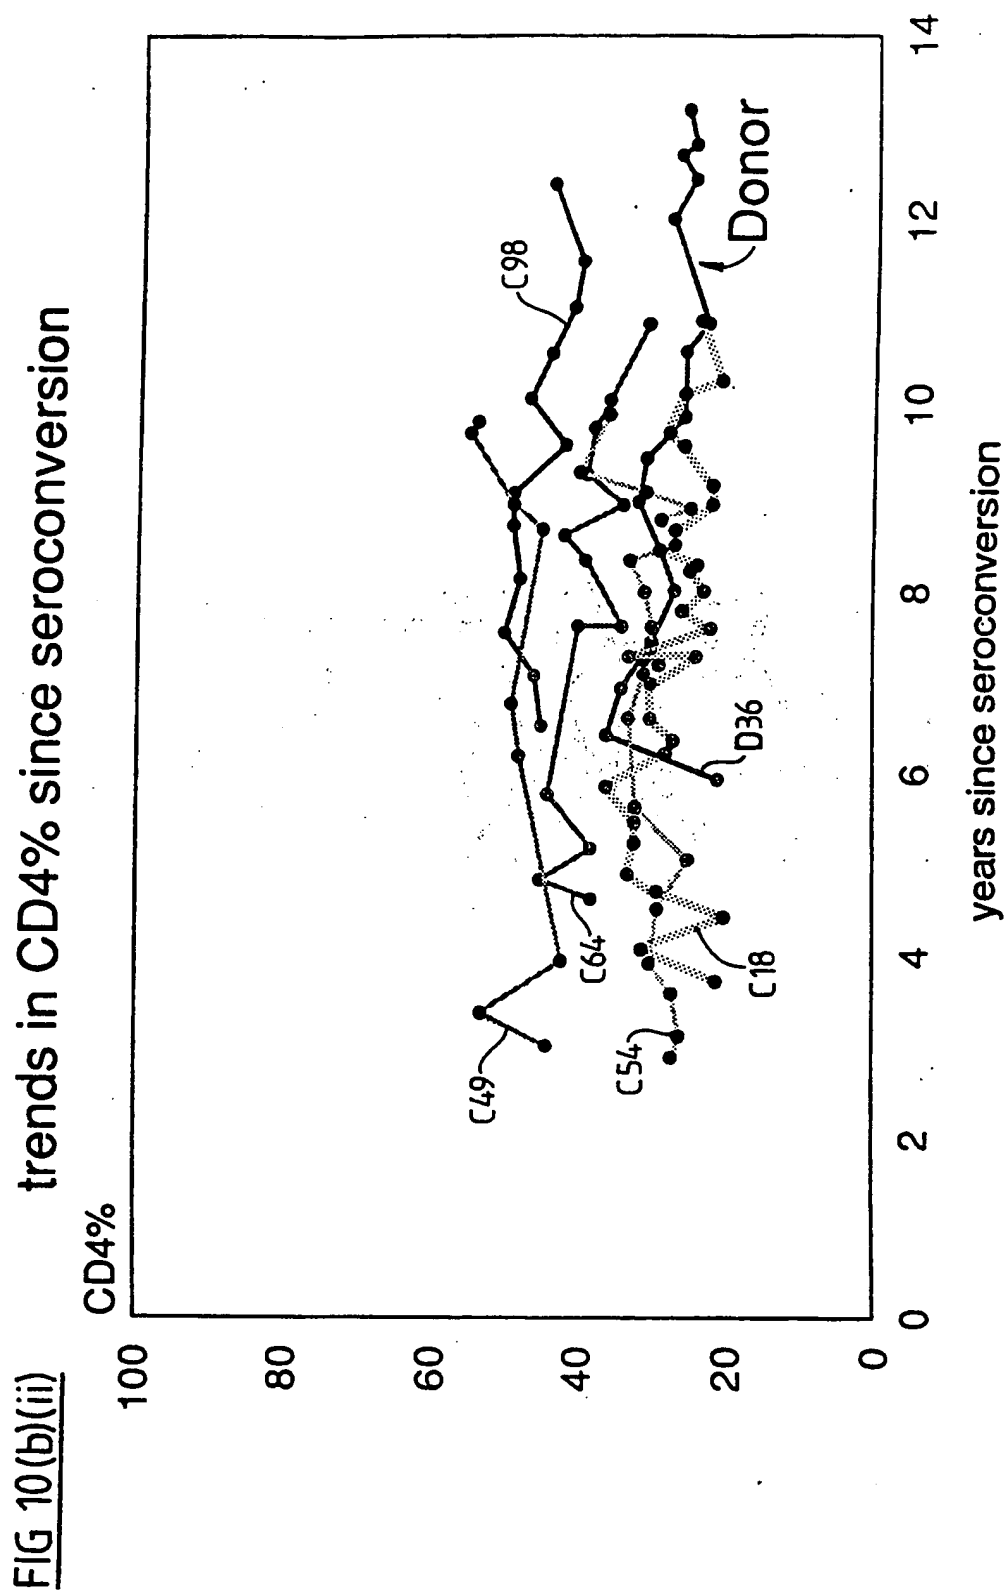 FIG 10(b)(ii)
trends in CD4% since seroconversion
CD4%
100
80
60
40
20
0
C49
C64
C98
C54
C18
D36
Donor
0 2 4 6 8 10 12 14
years since seroconversion